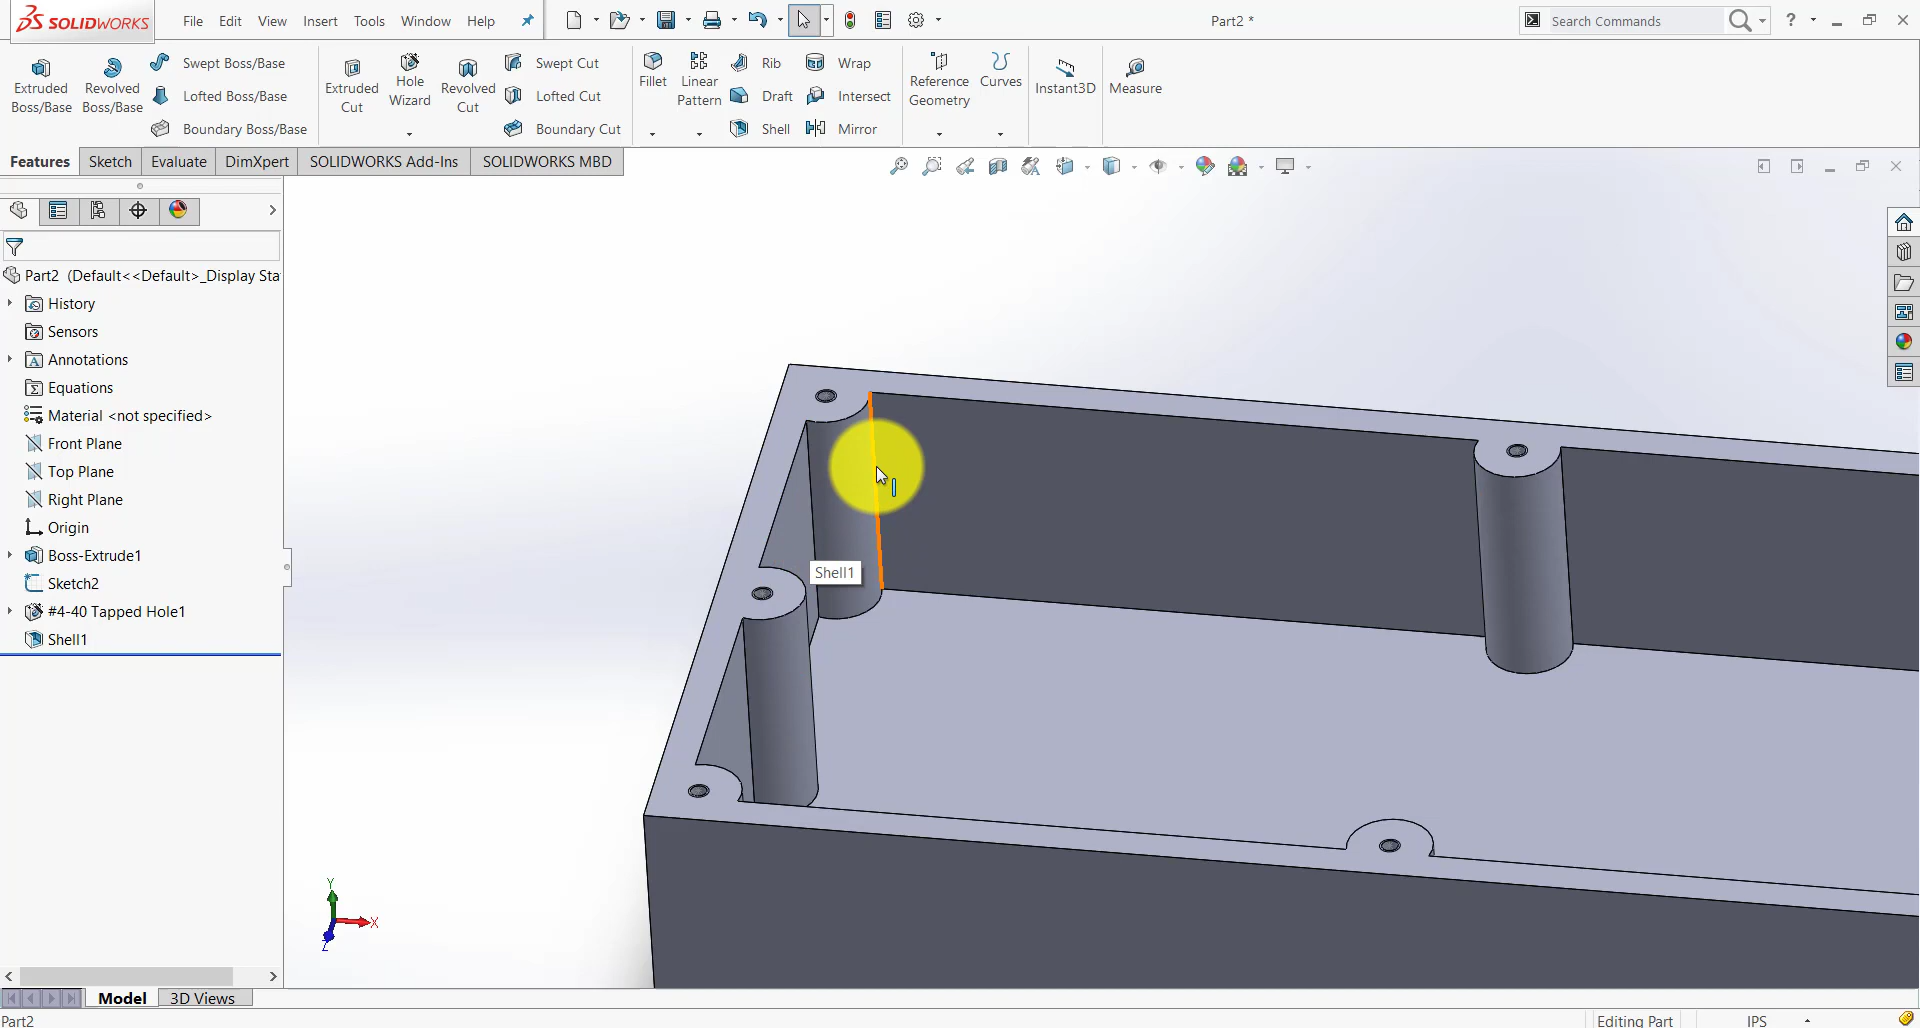 SOLIDWORKS File Edit View Insert Tools Window Help Part2 * Search Commands ?
Extruded Boss/Base
Revolved Boss/Base
Swept Boss/Base
Lofted Boss/Base
Boundary Boss/Base
Extruded Cut
Hole Wizard
Revolved Cut
Swept Cut
Lofted Cut
Boundary Cut
Fillet
Linear Pattern
Rib
Draft
Shell
Wrap
Intersect
Mirror
Reference Geometry
Curves
Instant3D
Measure
Features Sketch Evaluate DimXpert SOLIDWORKS Add-Ins SOLIDWORKS MBD
Part2 (Default<<Default>_Display Sta
History
Sensors
Annotations
Equations
Material <not specified>
Front Plane
Top Plane
Right Plane
Origin
Boss-Extrude1
Sketch2
#4-40 Tapped Hole1
Shell1
Shell1
Y
X
Z
Model 3D Views
Part2 Editing Part IPS